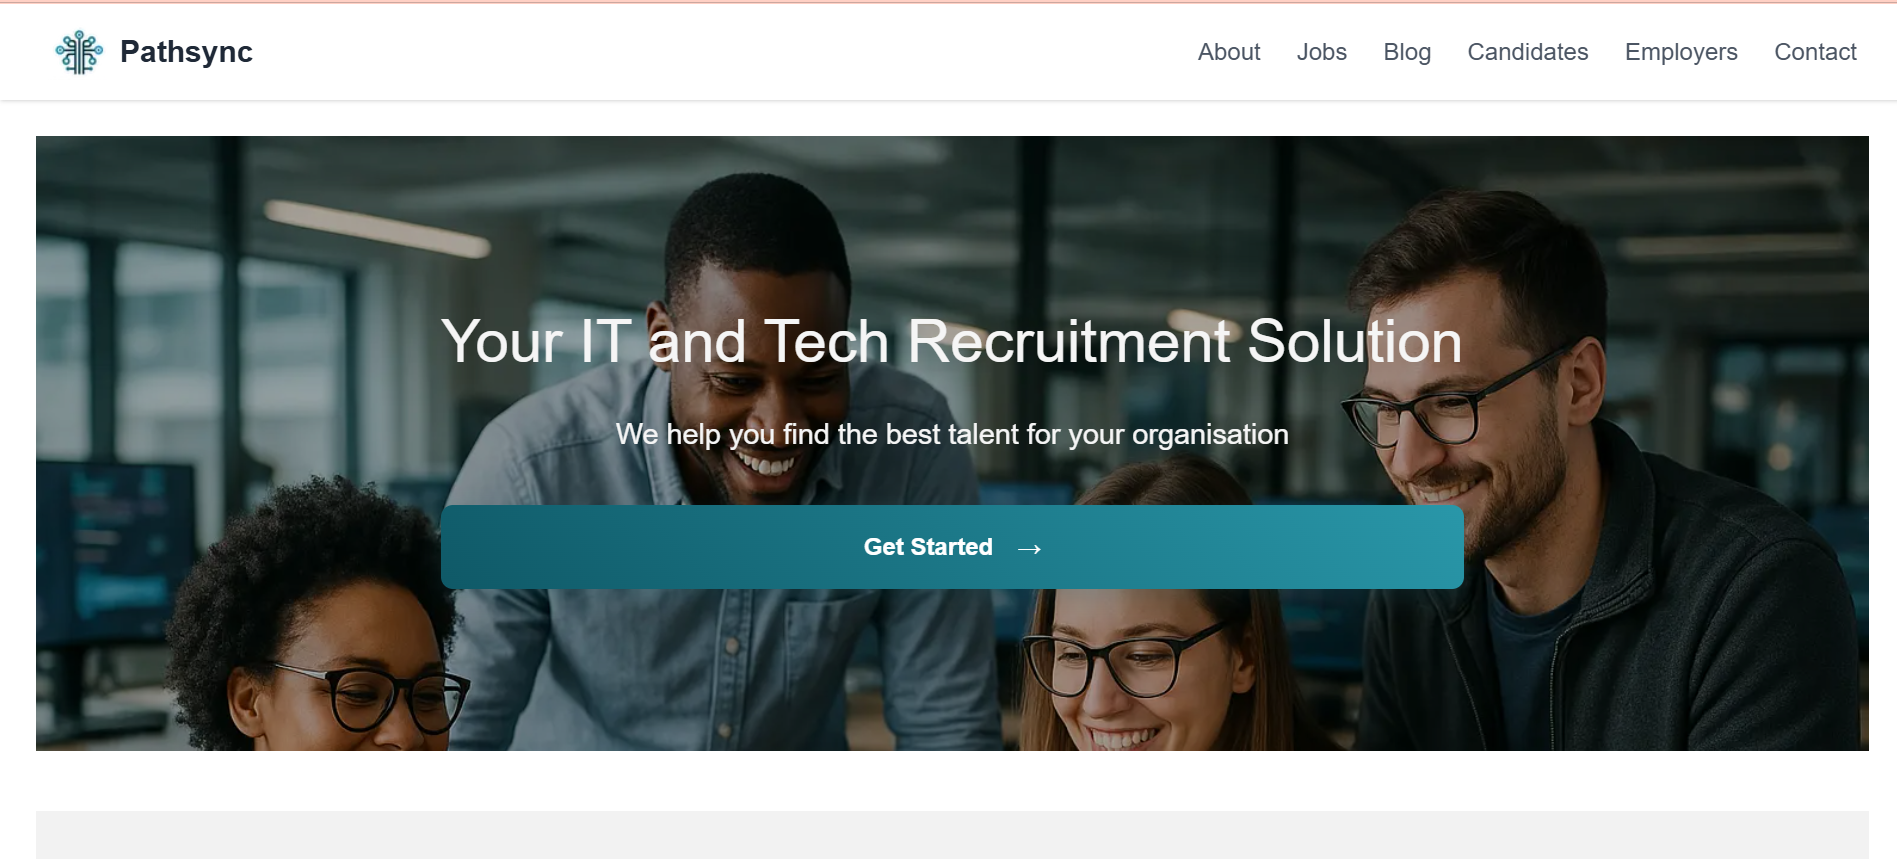 Pathsync
About Jobs Blog Candidates Employers Contact
Your IT and Tech Recruitment Solution
We help you find the best talent for your organisation
Get Started →